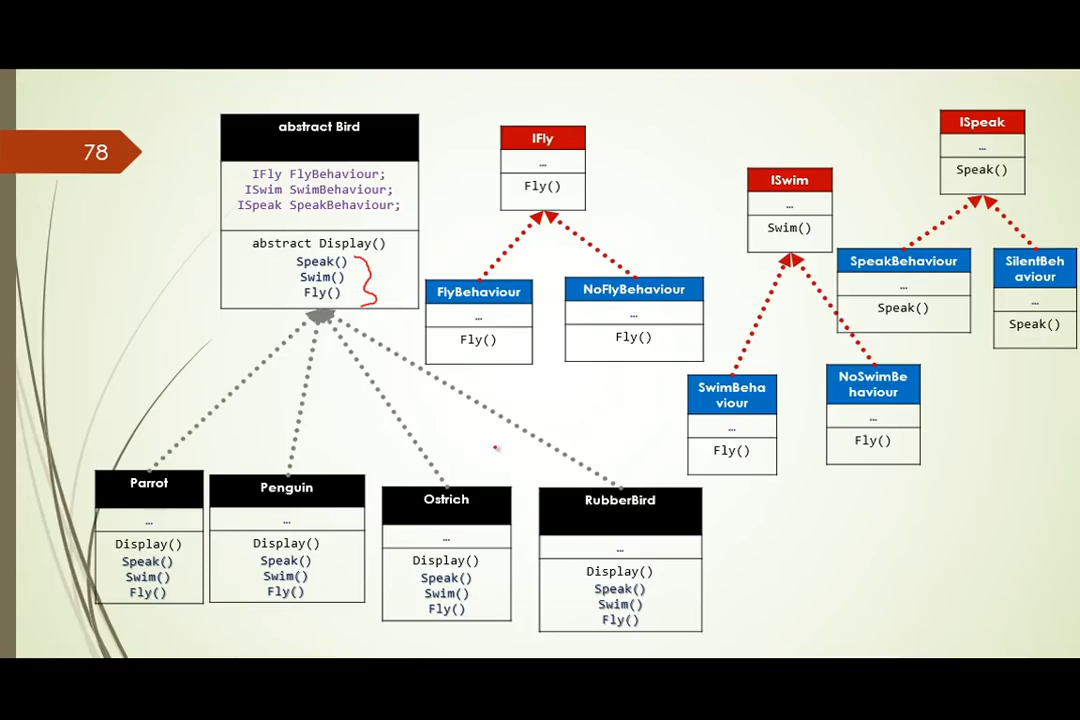 78
abstract Bird
IFly FlyBehaviour;
ISwim SwimBehaviour;
ISpeak SpeakBehaviour;
abstract Display()
Speak()
Swim()
Fly()
IFly
...
Fly()
FlyBehaviour
...
Fly()
NoFlyBehaviour
...
Fly()
ISwim
...
Swim()
SwimBeha
viour
...
Fly()
NoSwimBe
haviour
...
Fly()
ISpeak
...
Speak()
SpeakBehaviour
...
Speak()
SilentBeh
aviour
...
Speak()
Parrot
...
Display()
Speak()
Swim()
Fly()
Penguin
...
Display()
Speak()
Swim()
Fly()
Ostrich
...
Display()
Speak()
Swim()
Fly()
RubberBird
...
Display()
Speak()
Swim()
Fly()